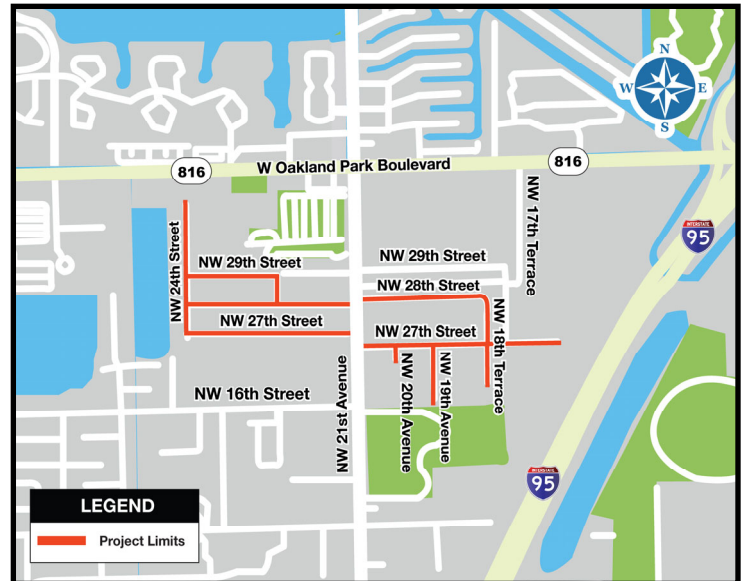 N
W
E
S
816
816
W Oakland Park Boulevard
INTERSTATE
95
NW 17th Terrace
NW 29th Street
NW 29th Street
NW 24th Street
NW 28th Street
NW 27th Street
NW 27th Street
NW 18th Terrace
NW 21st Avenue
NW 20th Avenue
NW 19th Avenue
NW 16th Street
INTERSTATE
95
LEGEND
Project Limits